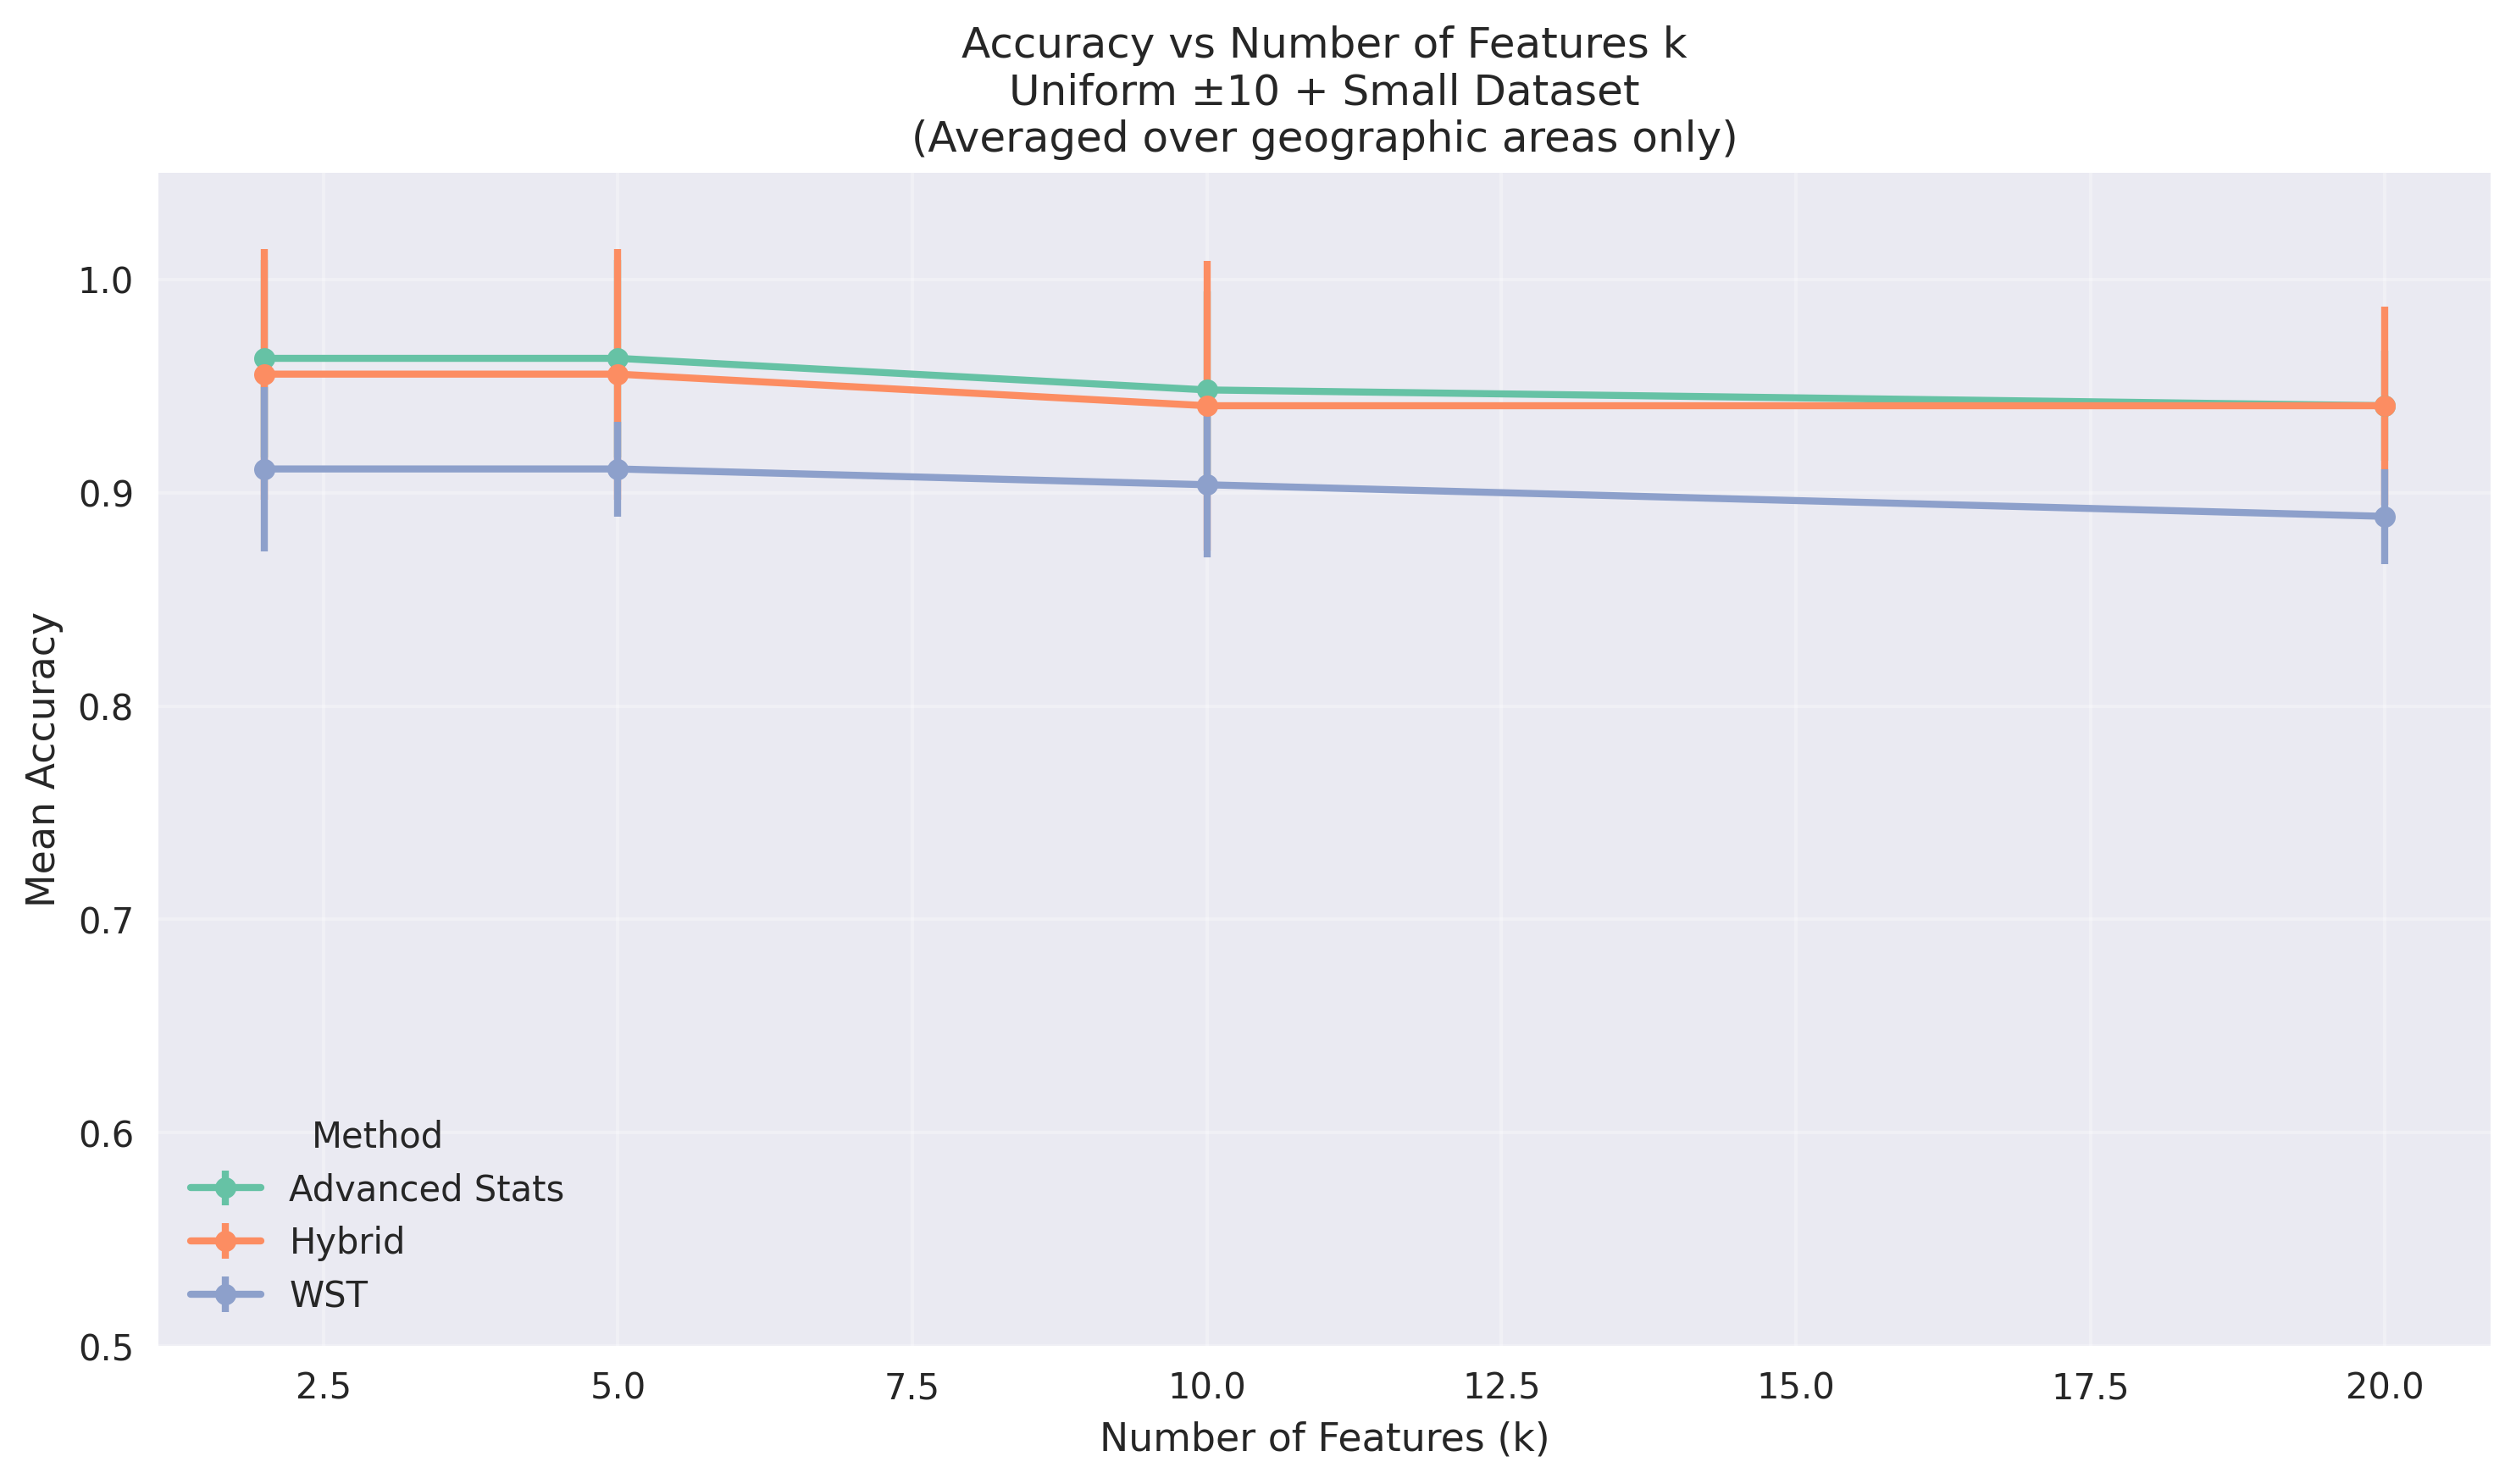 Accuracy vs Number of Features k
Uniform ±10 + Small Dataset
(Averaged over geographic areas only)
Mean Accuracy
1.0
0.9
0.8
0.7
0.6
0.5
Method
Advanced Stats
Hybrid
WST
2.5 5.0 7.5 10.0 12.5 15.0 17.5 20.0
Number of Features (k)